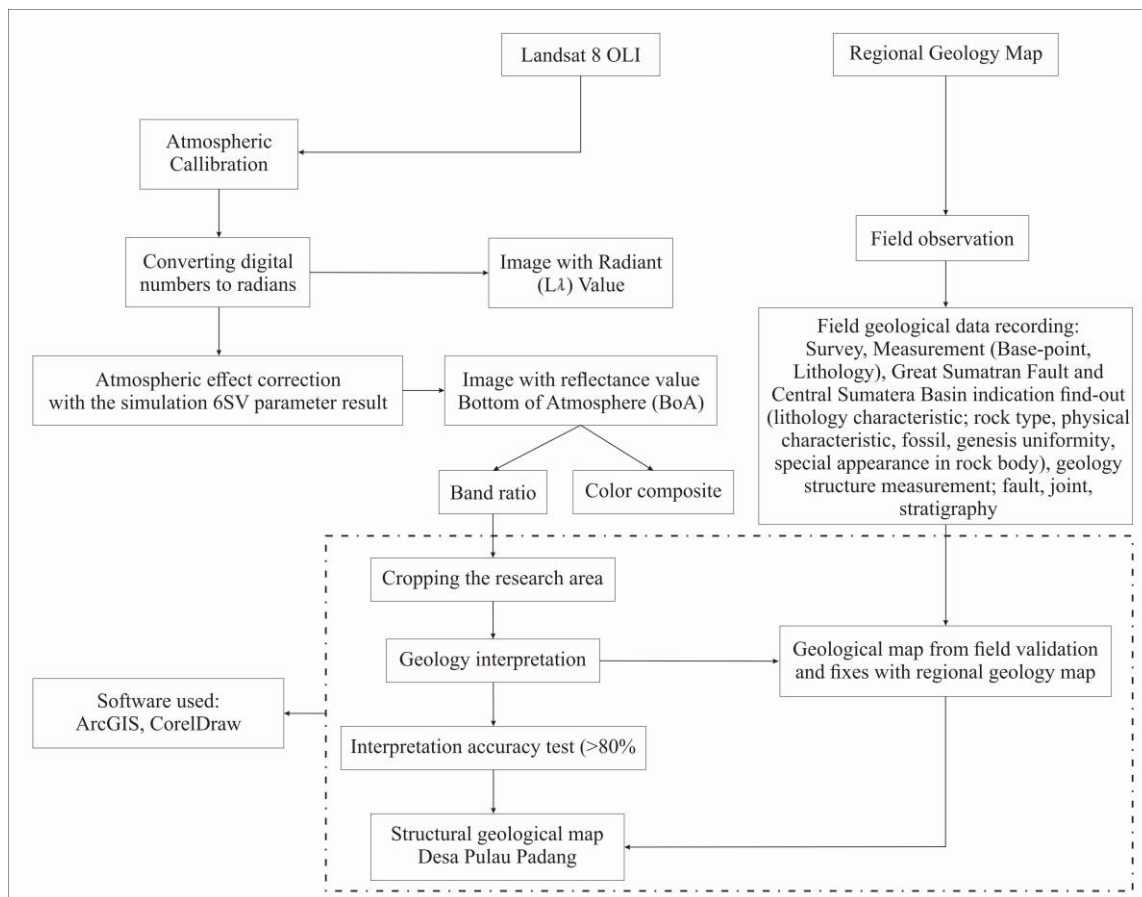 Landsat 8 OLI
Regional Geology Map
Atmospheric
Callibration
Field observation
Converting digital
numbers to radians
Image with Radiant
(Lλ) Value
Field geological data recording:
Survey, Measurement (Base-point,
Lithology), Great Sumatran Fault and
Central Sumatera Basin indication find-out
(lithology characteristic; rock type, physical
characteristic, fossil, genesis uniformity,
special appearance in rock body), geology
structure measurement; fault, joint,
stratigraphy
Atmospheric effect correction
with the simulation 6SV parameter result
Image with reflectance value
Bottom of Atmosphere (BoA)
Band ratio
Color composite
Cropping the research area
Geology interpretation
Geological map from field validation
and fixes with regional geology map
Software used:
ArcGIS, CorelDraw
Interpretation accuracy test (>80%
Structural geological map
Desa Pulau Padang